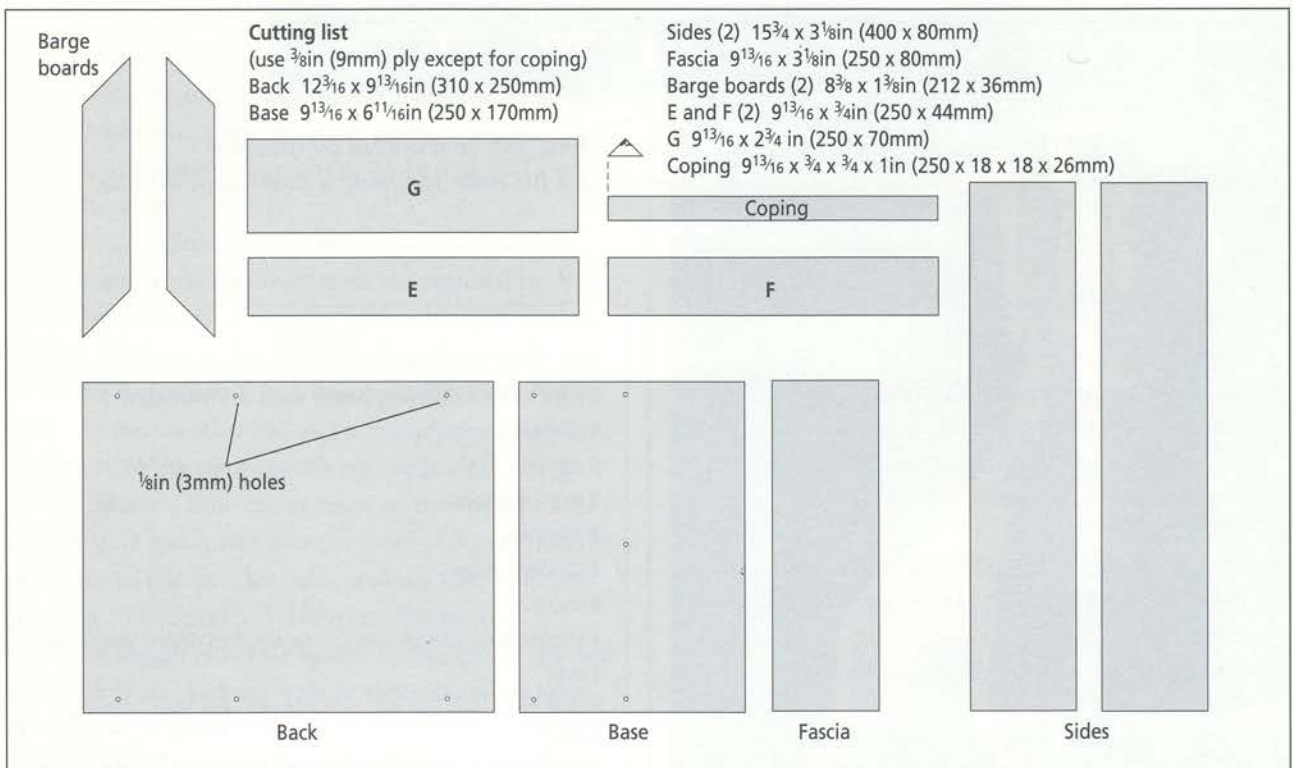 Barge
boards
Cutting list
(use 3/8in (9mm) ply except for coping)
Back 12 3/16 x 9 13/16in (310 x 250mm)
Base 9 13/16 x 6 11/16in (250 x 170mm)
Sides (2) 15 3/4 x 3 1/8in (400 x 80mm)
Fascia 9 13/16 x 3 1/8in (250 x 80mm)
Barge boards (2) 8 3/8 x 1 3/8in (212 x 36mm)
E and F (2) 9 13/16 x 3/4in (250 x 44mm)
G 9 13/16 x 2 3/4 in (250 x 70mm)
Coping 9 13/16 x 3/4 x 3/4 x 1in (250 x 18 x 18 x 26mm)
G
Coping
E
F
1/8in (3mm) holes
Back
Base
Fascia
Sides